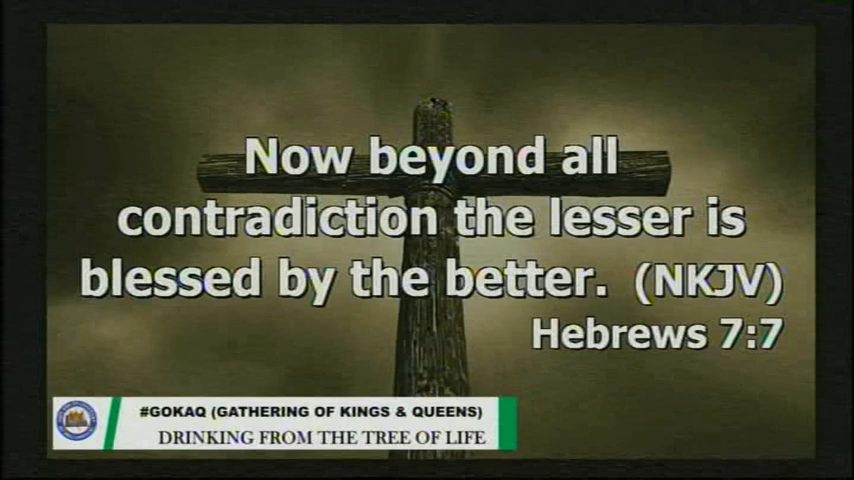 Now beyond all
contradiction the lesser is
blessed by the better. (NKJV)
Hebrews 7:7
#GOKAQ (GATHERING OF KINGS & QUEENS)
DRINKING FROM THE TREE OF LIFE